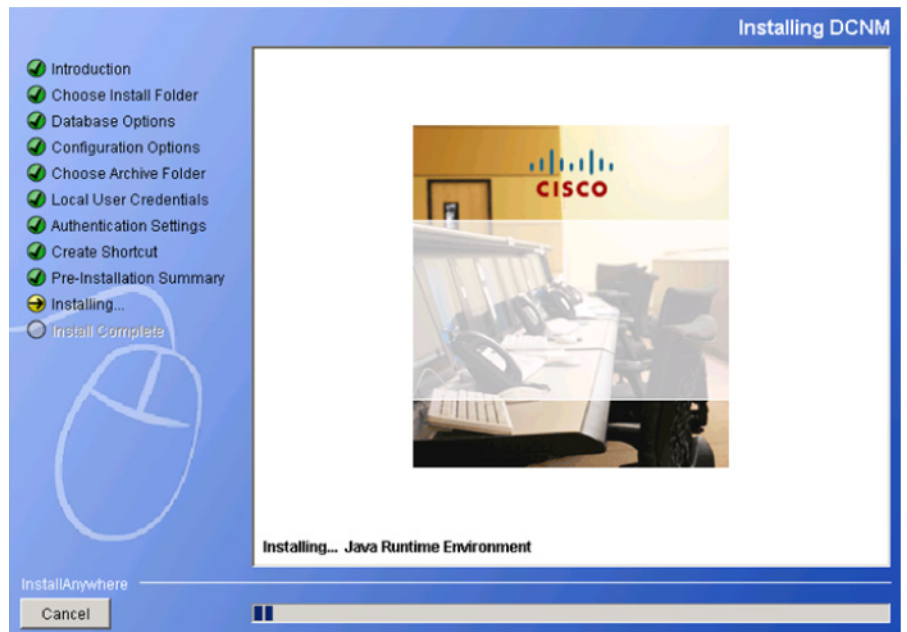 Installing DCNM
Introduction
Choose Install Folder
Database Options
Configuration Options
Choose Archive Folder
Local User Credentials
Authentication Settings
Create Shortcut
Pre-Installation Summary
Installing...
Install Complete
CISCO
Installing... Java Runtime Environment
InstallAnywhere
Cancel